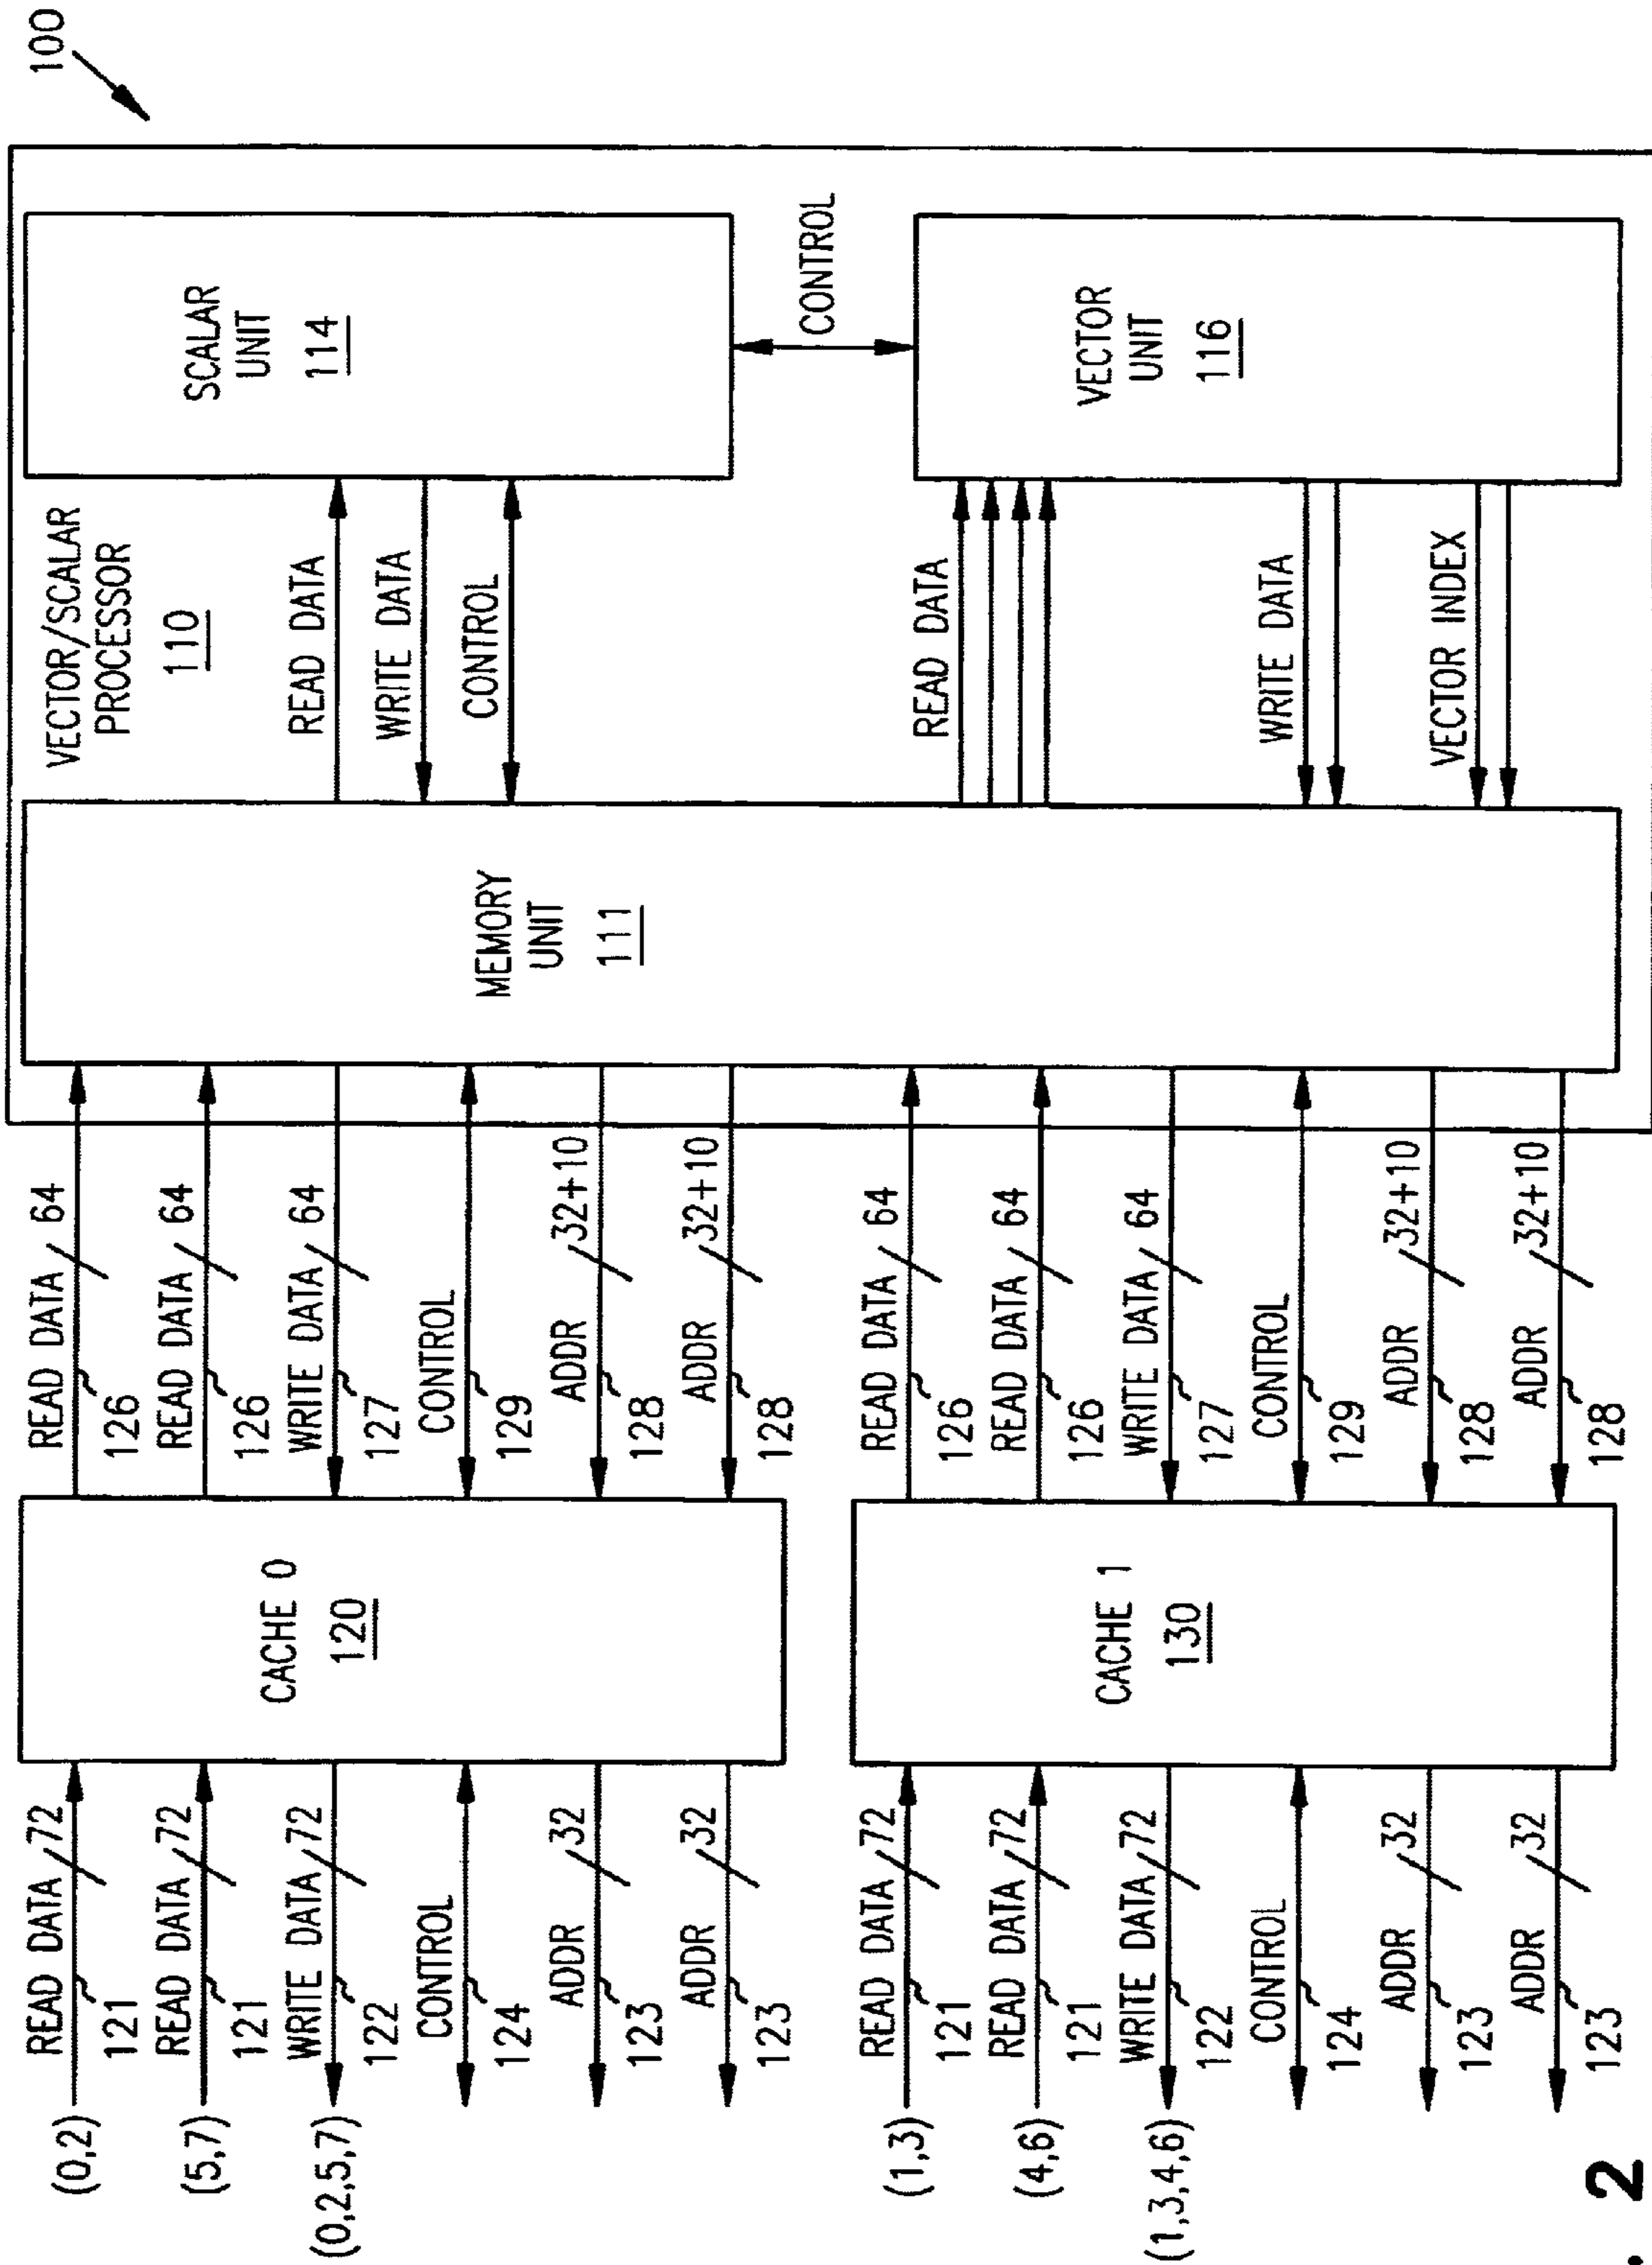 100
VECTOR/SCALAR
PROCESSOR
110
SCALAR
UNIT
114
CONTROL
VECTOR
UNIT
116
READ DATA
WRITE DATA
CONTROL
READ DATA
WRITE DATA
VECTOR INDEX
MEMORY
UNIT
111
READ DATA 64
126
READ DATA 64
126
WRITE DATA 64
127
CONTROL
129
ADDR 32+10
128
ADDR 32+10
128
READ DATA 64
126
READ DATA 64
126
WRITE DATA 64
127
CONTROL
129
ADDR 32+10
128
ADDR 32+10
128
CACHE 0
120
CACHE 1
130
(0,2) READ DATA 72
121
(5,7) READ DATA 72
121
(0,2,5,7) WRITE DATA 72
122
CONTROL
124
ADDR 32
123
ADDR 32
123
(1,3) READ DATA 72
121
(4,6) READ DATA 72
121
(1,3,4,6) WRITE DATA 72
122
CONTROL
124
ADDR 32
123
ADDR 32
123
. 2